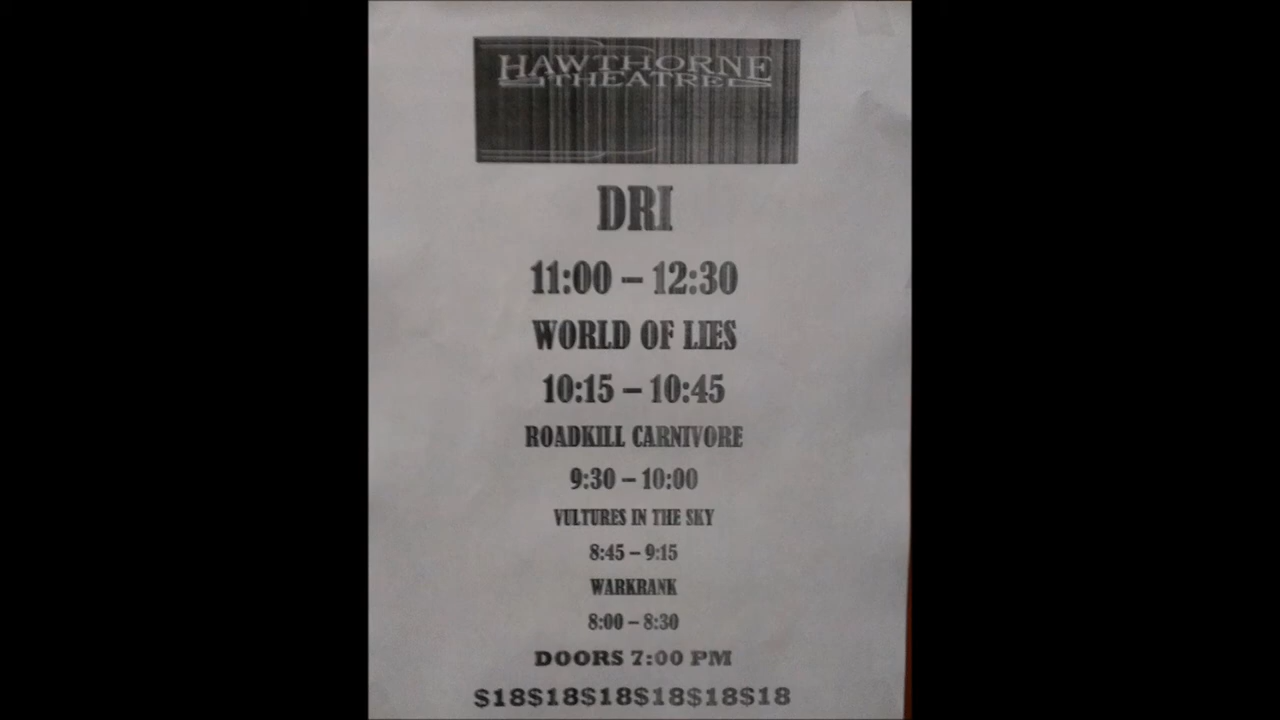 HAWTHORNE
THEATRE
DRI
11:00 – 12:30
WORLD OF LIES
10:15 – 10:45
ROADKILL CARNIVORE
9:30 – 10:00
VULTURES IN THE SKY
8:45 – 9:15
WARKRANK
8:00 – 8:30
DOORS 7:00 PM
$18$18$18$18$18$18